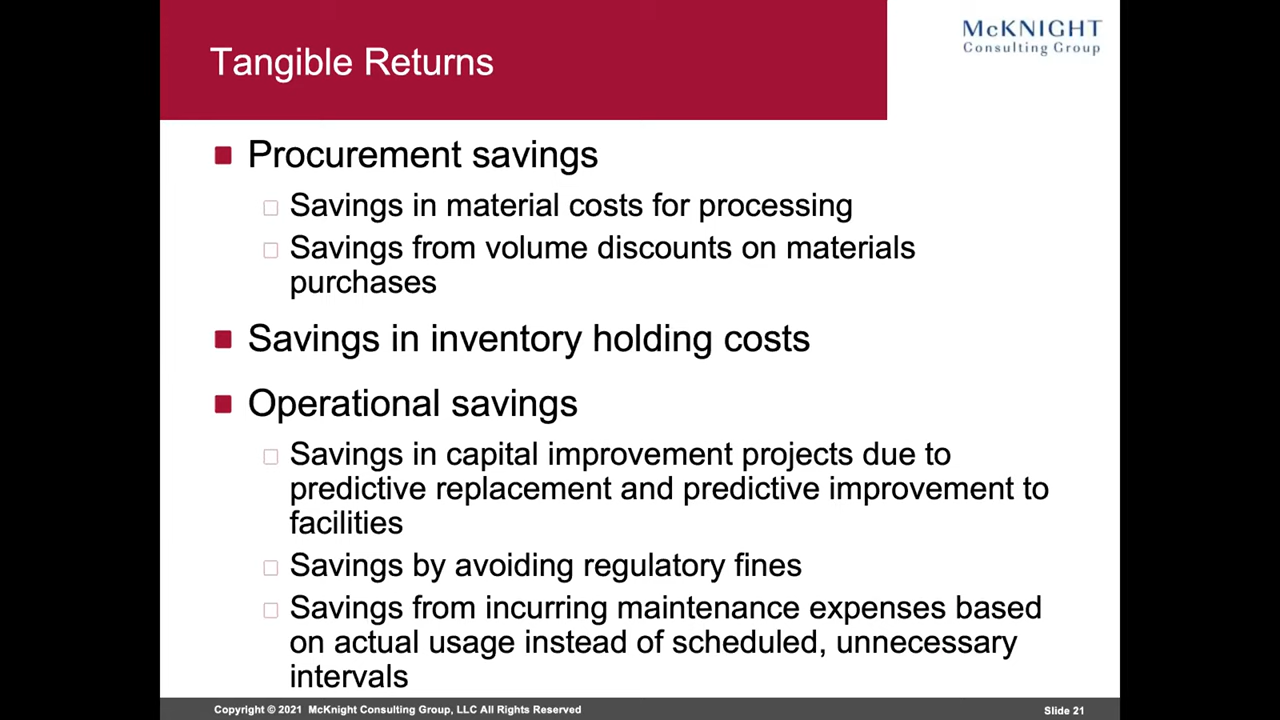 Tangible Returns
McKNIGHT
Consulting Group
Procurement savings
Savings in material costs for processing
Savings from volume discounts on materials
purchases
Savings in inventory holding costs
Operational savings
Savings in capital improvement projects due to
predictive replacement and predictive improvement to
facilities
Savings by avoiding regulatory fines
Savings from incurring maintenance expenses based
on actual usage instead of scheduled, unnecessary
intervals
Copyright © 2021 McKnight Consulting Group, LLC All Rights Reserved
Slide 21